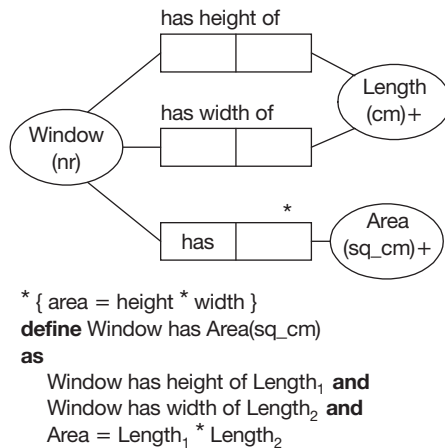 has height of
Length
(cm)+
has width of
Window
(nr)
*
has
Area
(sq_cm)+
* { area = height * width }
define Window has Area(sq_cm)
as
Window has height of Length₁ and
Window has width of Length₂ and
Area = Length₁ * Length₂